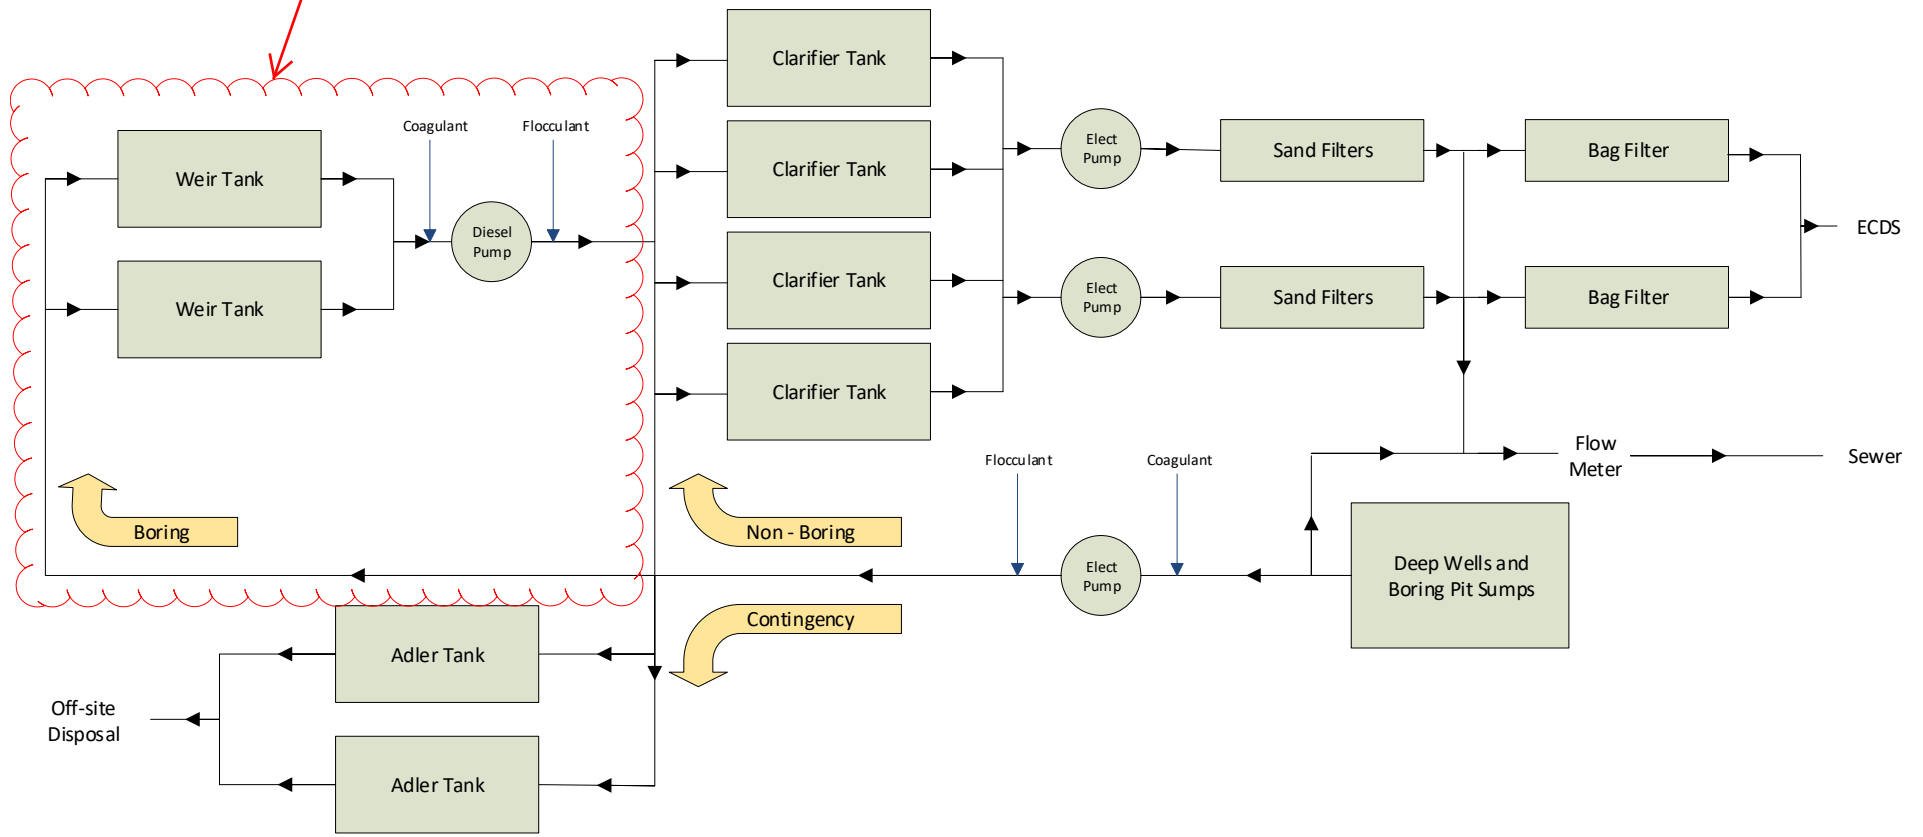 Clarifier Tank
Coagulant
Flocculant
Weir Tank
Clarifier Tank
Elect
Pump
Sand Filters
Bag Filter
Diesel
Pump
ECDS
Weir Tank
Clarifier Tank
Elect
Pump
Sand Filters
Bag Filter
Clarifier Tank
Flocculant
Coagulant
Flow
Meter
Sewer
Boring
Non - Boring
Elect
Pump
Deep Wells and
Boring Pit Sumps
Contingency
Adler Tank
Off-site
Disposal
Adler Tank